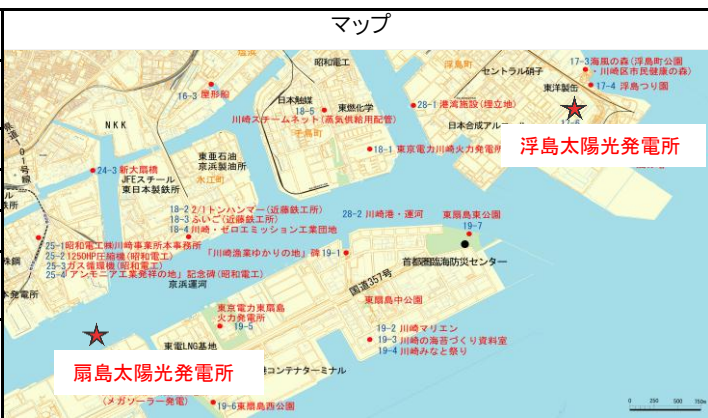 マップ
昭和電工
浮島町
セントラル硝子
17-3海風の森(浮島町公園
・川崎区市民健康の森)
東洋製缶
17-4 浮島つり園
16-3 屋形船
日本触媒
18-5
東燃化学
川崎スチームネット(蒸気供給用配管)
千鳥町
28-1 港湾施設(埋立地)
NKK
18-1 東京電力川崎火力発電所
浮島太陽光発電所
24-3 新大扇橋
東亜石油
京浜製油所
水江町
JFEスチール
東日本製鉄所
18-2 2/1トンハンマー(近藤鉄工所)
18-3 ふいご(近藤鉄工所)
18-4 川崎・ゼロエミッション工業団地
28-2 川崎港・運河
東扇島東公園
19-7
25-1昭和電工㈱川崎事業所本事務所
25-2 1250HP圧縮機(昭和電工)
25-3 ガス循環機(昭和電工)
25-4「アンモニア工業発祥の地」記念碑(昭和電工)
「川崎漁業ゆかりの地」碑 19-1
首都圏臨海防災センター
京浜運河
国道357号
東扇島中公園
東京電力東扇島
火力発電所
19-5
19-2 川崎マリエン
19-3 川崎の海苔づくり資料室
19-4 川崎みなと祭り
東電LNG基地
扇島太陽光発電所
コンテナターミナル
(メガソーラー発電)
19-6東扇島西公園
0 250 500 750m